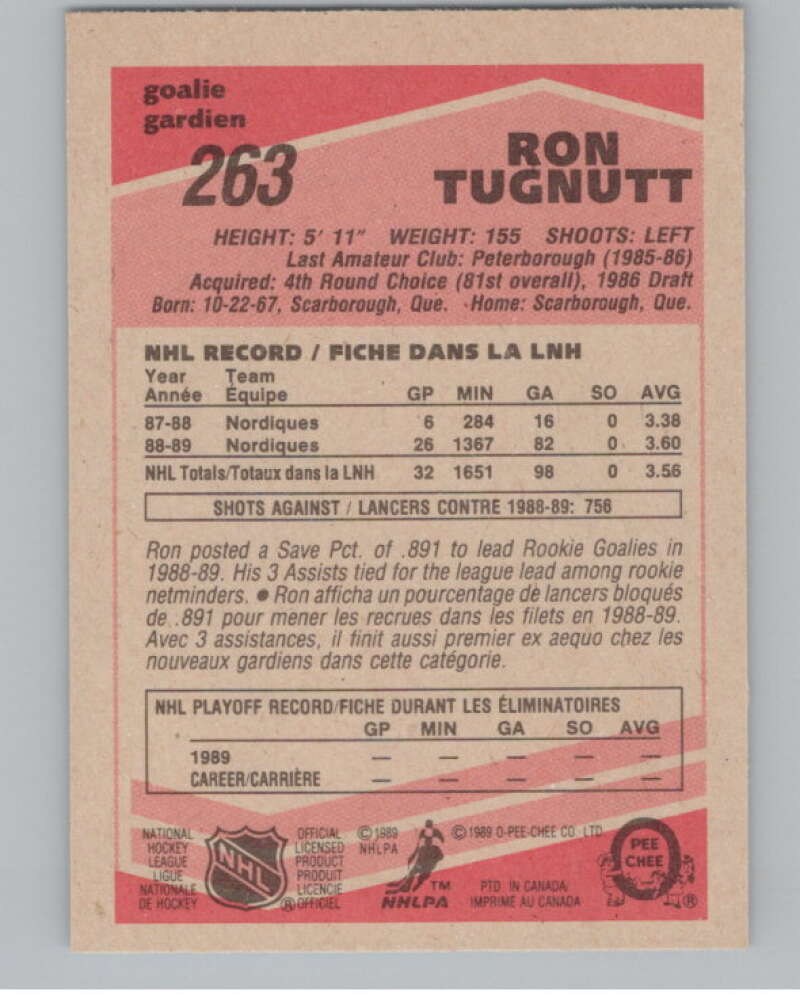 goalie
gardien
263
RON
TUGNUTT
HEIGHT: 5' 11" WEIGHT: 155 SHOOTS: LEFT
Last Amateur Club: Peterborough (1985-86)
Acquired: 4th Round Choice (81st overall), 1986 Draft
Born: 10-22-67, Scarborough, Que. Home: Scarborough, Que.
NHL RECORD / FICHE DANS LA LNH
Year Team
Année Équipe GP MIN GA SO AVG
87-88 Nordiques 6 284 16 0 3.38
88-89 Nordiques 26 1367 82 0 3.60
NHL Totals/Totaux dans la LNH 32 1651 98 0 3.56
SHOTS AGAINST / LANCERS CONTRE 1988-89: 756
Ron posted a Save Pct. of .891 to lead Rookie Goalies in
1988-89. His 3 Assists tied for the league lead among rookie
netminders. ● Ron afficha un pourcentage de lancers bloqués
de .891 pour mener les recrues dans les filets en 1988-89.
Avec 3 assistances, il finit aussi premier ex aequo chez les
nouveaux gardiens dans cette catégorie.
NHL PLAYOFF RECORD/FICHE DURANT LES ÉLIMINATOIRES
GP MIN GA SO AVG
1989 — — — — —
CAREER/CARRIÈRE — — — — —
NATIONAL
HOCKEY
LEAGUE
LIGUE
NATIONALE
DE HOCKEY
NHL
OFFICIAL
LICENSED
PRODUCT
PRODUIT
LICENCIE
® OFFICIEL
© 1989
NHLPA
TM
NHLPA
© 1989 O-PEE-CHEE CO. LTD
PTD. IN CANADA
IMPRIMÉ AU CANADA
PEE
CHEE
®